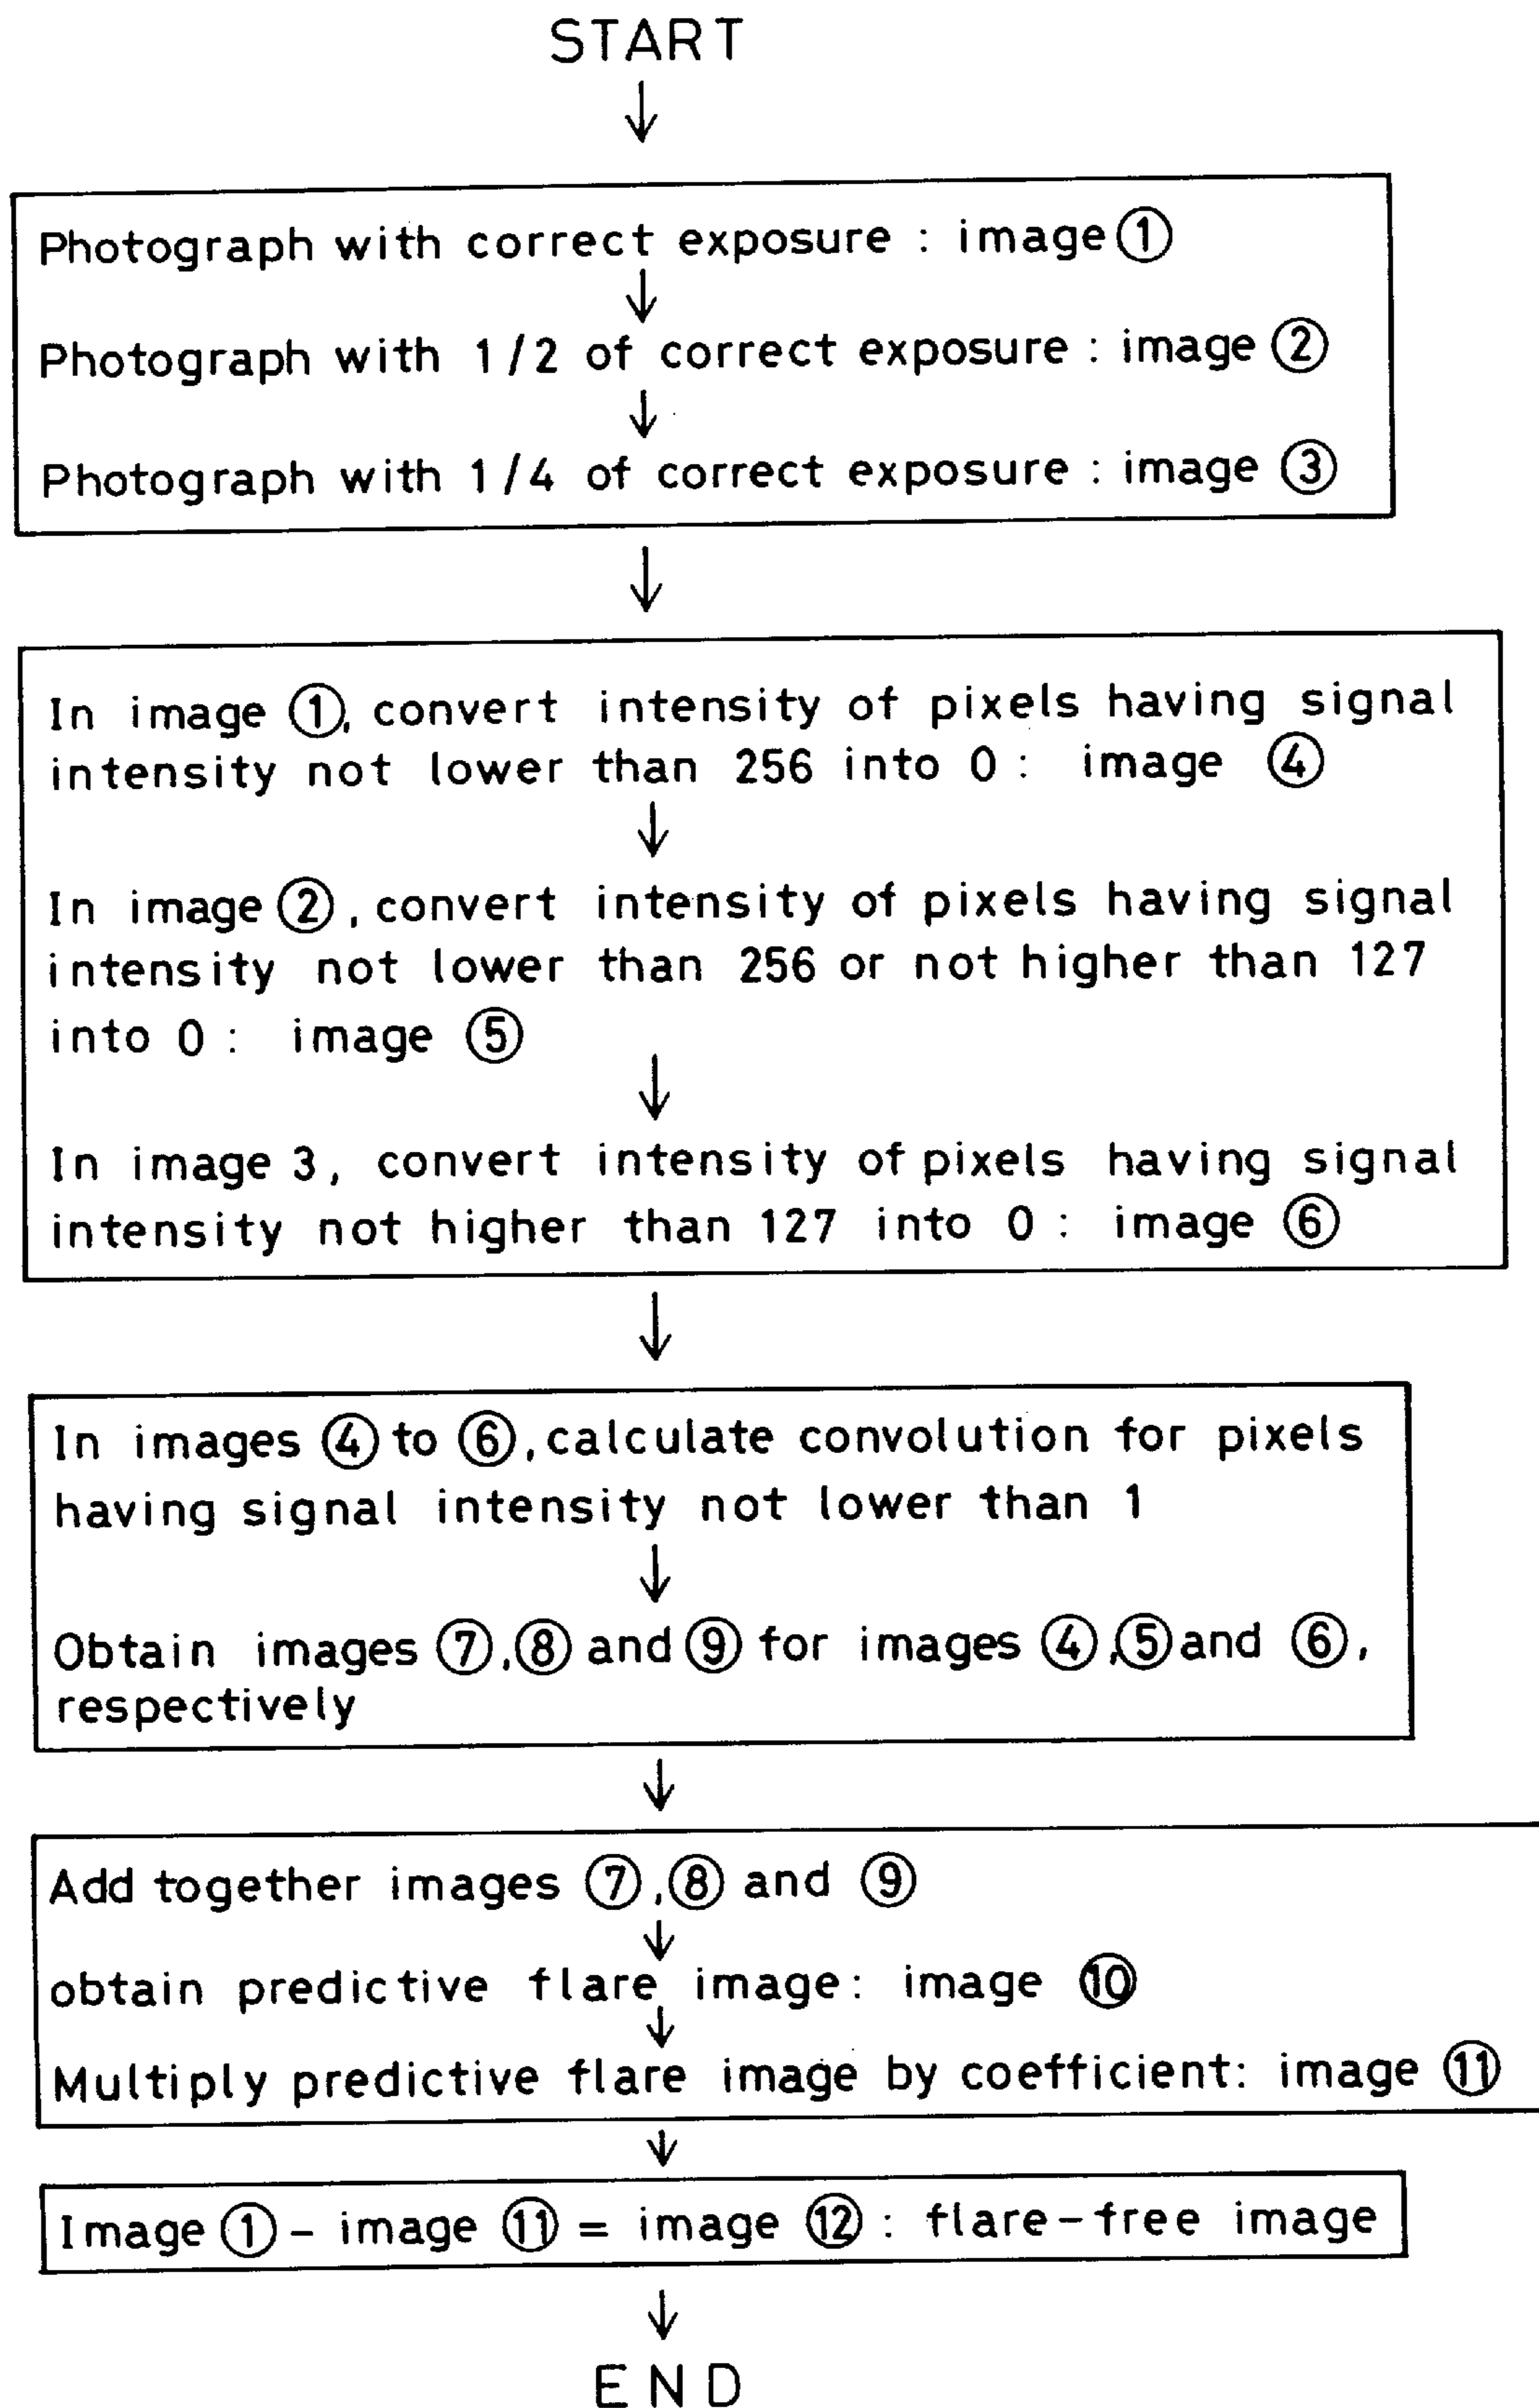 START
↓
Photograph with correct exposure : image ①
↓
Photograph with 1/2 of correct exposure : image ②
↓
Photograph with 1/4 of correct exposure : image ③
↓
In image ①, convert intensity of pixels having signal
intensity not lower than 256 into 0 : image ④
↓
In image ②, convert intensity of pixels having signal
intensity not lower than 256 or not higher than 127
into 0 : image ⑤
↓
In image 3, convert intensity of pixels having signal
intensity not higher than 127 into 0 : image ⑥
↓
In images ④ to ⑥, calculate convolution for pixels
having signal intensity not lower than 1
↓
Obtain images ⑦, ⑧ and ⑨ for images ④, ⑤ and ⑥,
respectively
↓
Add together images ⑦, ⑧ and ⑨
↓
obtain predictive flare image: image ⑩
↓
Multiply predictive flare image by coefficient: image ⑪
↓
Image ① - image ⑪ = image ⑫ : flare-free image
↓
END